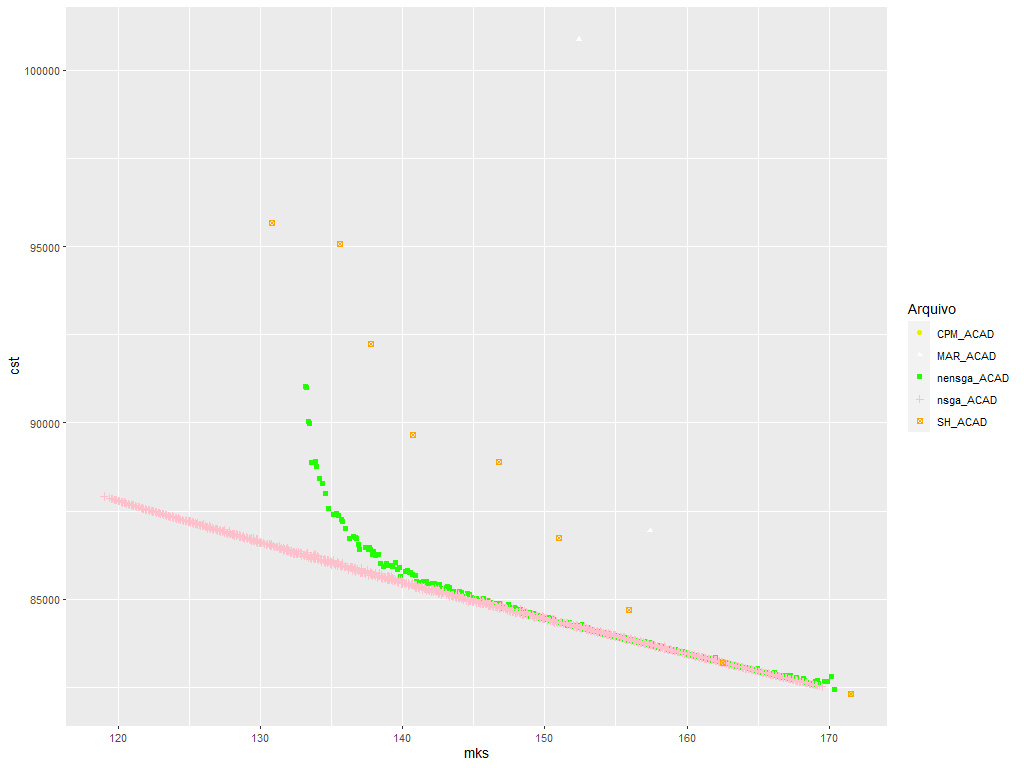 100000
95000
90000
85000
cst
120
130
140
150
160
170
mks
Arquivo
CPM_ACAD
MAR_ACAD
nensga_ACAD
nsga_ACAD
SH_ACAD